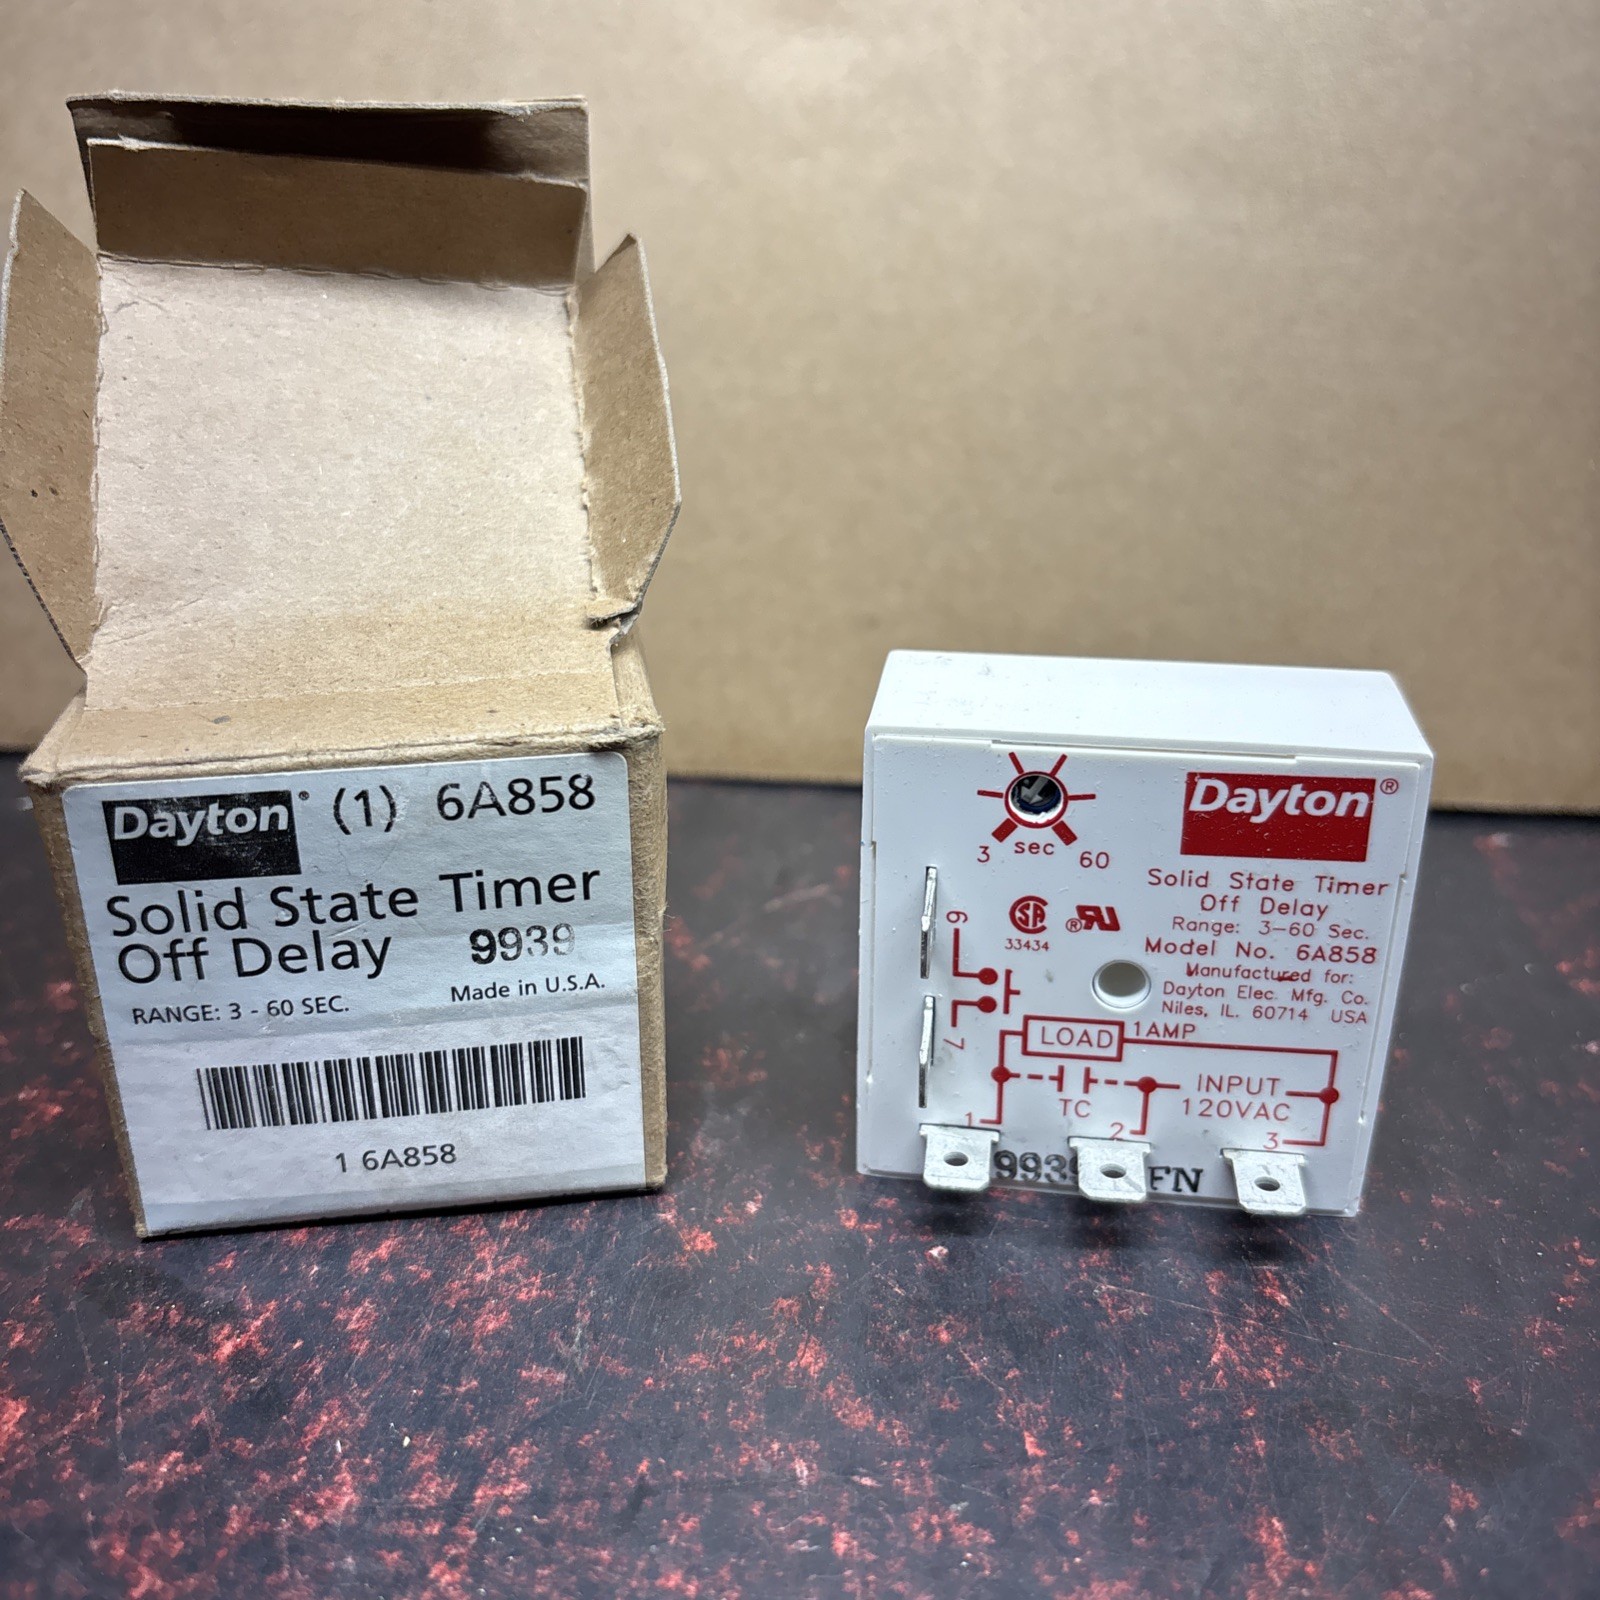 Dayton® (1) 6A858
Solid State Timer
Off Delay 9939
RANGE: 3 - 60 SEC. Made in U.S.A.
1 6A858
3 sec 60
Dayton®
Solid State Timer
Off Delay
Range: 3-60 Sec.
Model No. 6A858
Manufactured for:
Dayton Elec. Mfg. Co.
Niles, IL. 60714 USA
SA
33434
®
6
7
LOAD 1AMP
TC
INPUT
120VAC
1 2 3
9939 FN